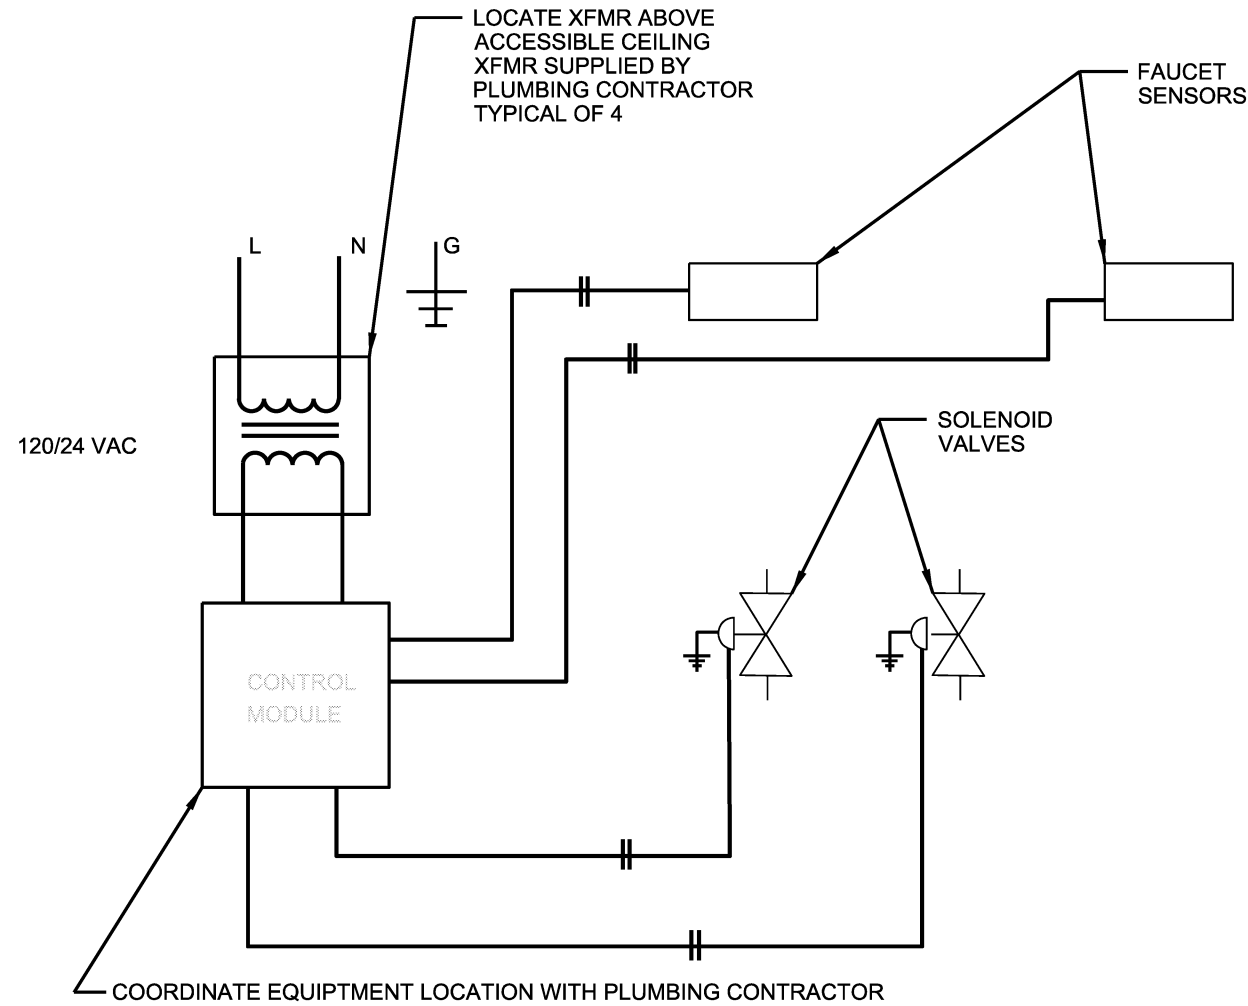 LOCATE XFMR ABOVE
ACCESSIBLE CEILING
XFMR SUPPLIED BY
PLUMBING CONTRACTOR
TYPICAL OF 4
FAUCET
SENSORS
L
N
G
120/24 VAC
SOLENOID
VALVES
CONTROL
MODULE
COORDINATE EQUIPTMENT LOCATION WITH PLUMBING CONTRACTOR